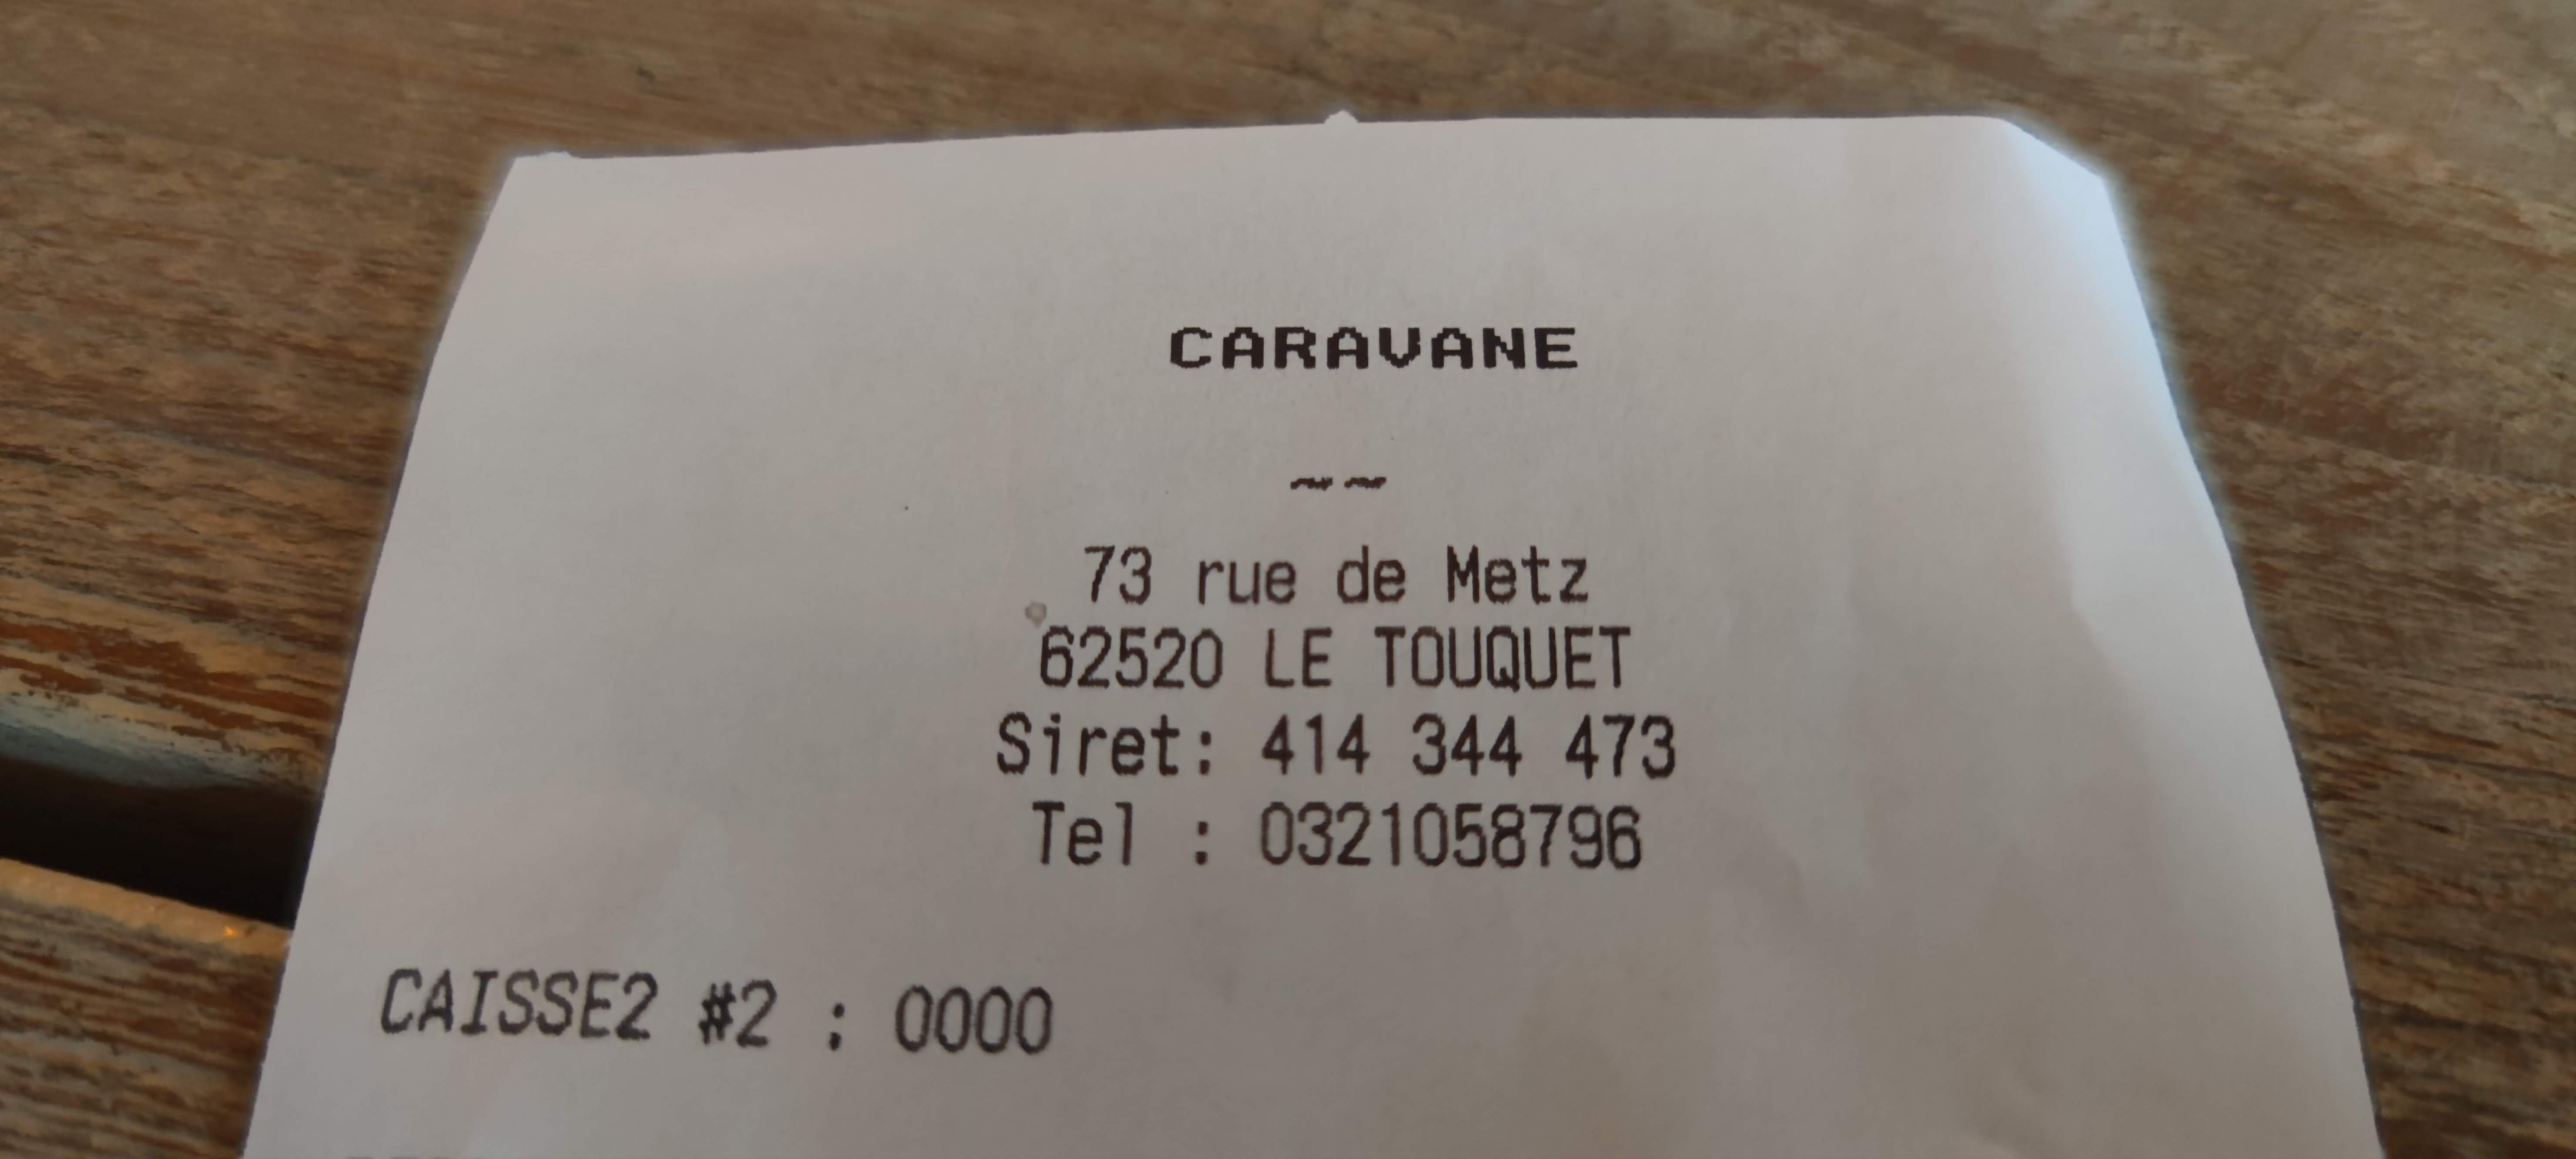 CARAVANE
~~
73 rue de Metz
62520 LE TOUQUET
Siret: 414 344 473
Tel : 0321058796
CAISSE2 #2 : 0000